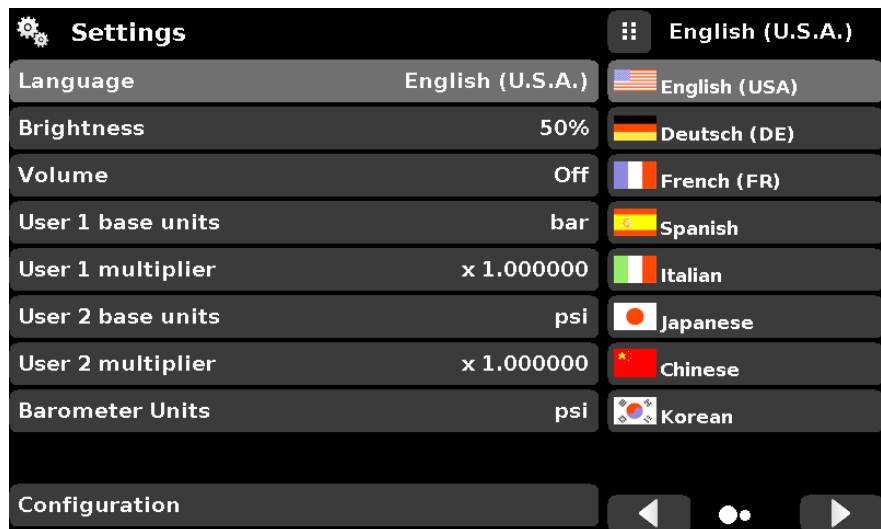 Settings
English (U.S.A.)
Language English (U.S.A.)
Brightness 50%
Volume Off
User 1 base units bar
User 1 multiplier x 1.000000
User 2 base units psi
User 2 multiplier x 1.000000
Barometer Units psi
Configuration
English (USA)
Deutsch (DE)
French (FR)
Spanish
Italian
Japanese
Chinese
Korean